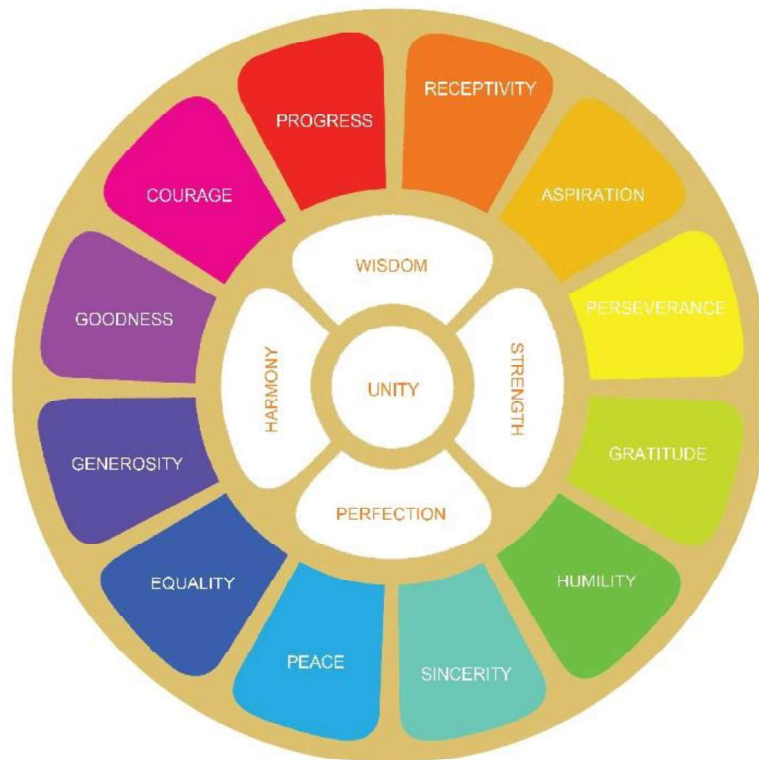 PROGRESS
RECEPTIVITY
ASPIRATION
PERSEVERANCE
GRATITUDE
HUMILITY
SINCERITY
PEACE
EQUALITY
GENEROSITY
GOODNESS
COURAGE
WISDOM
STRENGTH
PERFECTION
HARMONY
UNITY